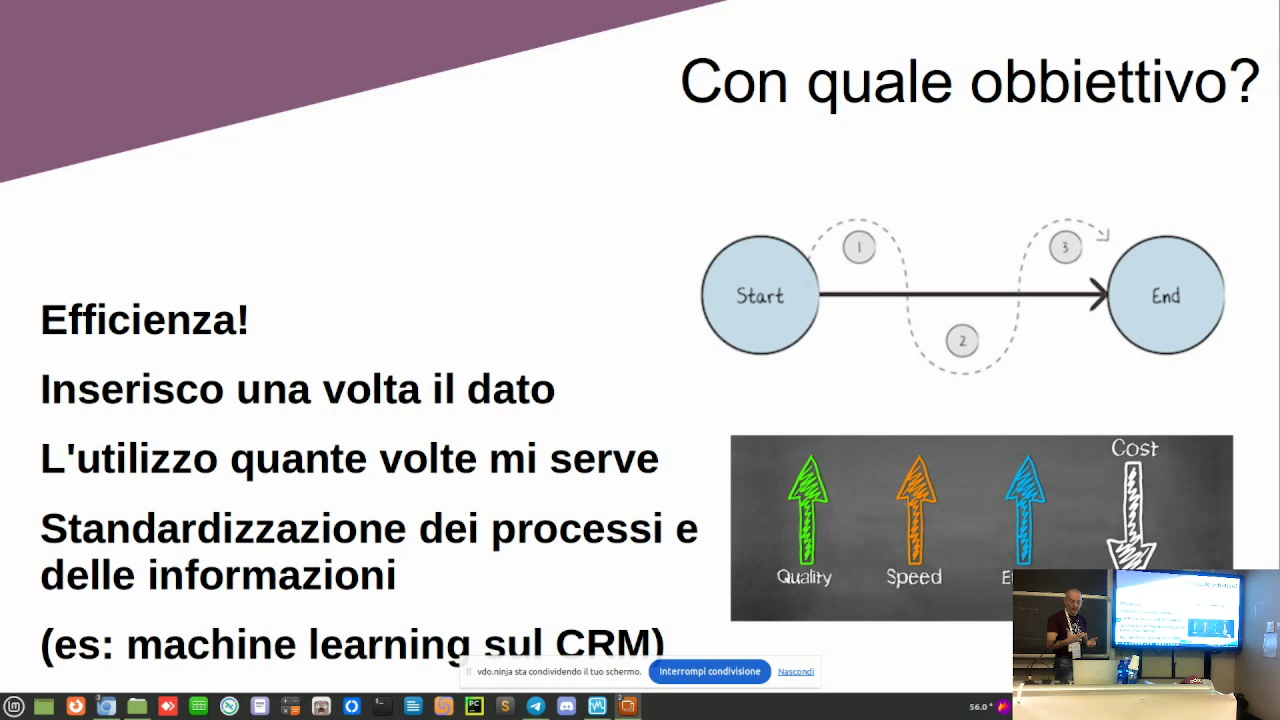 Con quale obbiettivo?
Start
1
2
3
End
Efficienza!
Inserisco una volta il dato
L'utilizzo quante volte mi serve
Standardizzazione dei processi e
delle informazioni
(es: machine learning sul CRM)
Cost
Quality
Speed
vdo.ninja sta condividendo il tuo schermo.
Interrompi condivisione
Nascondi
56.0°